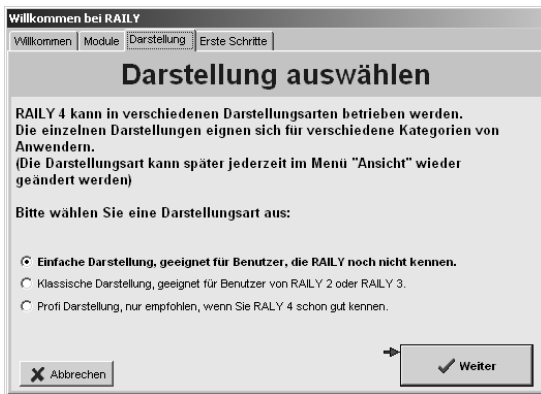 Willkommen bei RAILY
Willkommen Module Darstellung Erste Schritte
Darstellung auswählen
RAILY 4 kann in verschiedenen Darstellungsarten betrieben werden.
Die einzelnen Darstellungen eignen sich für verschiedene Kategorien von
Anwendern.
(Die Darstellungsart kann später jederzeit im Menü "Ansicht" wieder
geändert werden)
Bitte wählen Sie eine Darstellungsart aus:
Einfache Darstellung, geeignet für Benutzer, die RAILY noch nicht kennen.
Klassische Darstellung, geeignet für Benutzer von RAILY 2 oder RAILY 3.
Profi Darstellung, nur empfohlen, wenn Sie RALY 4 schon gut kennen.
Abbrechen Weiter